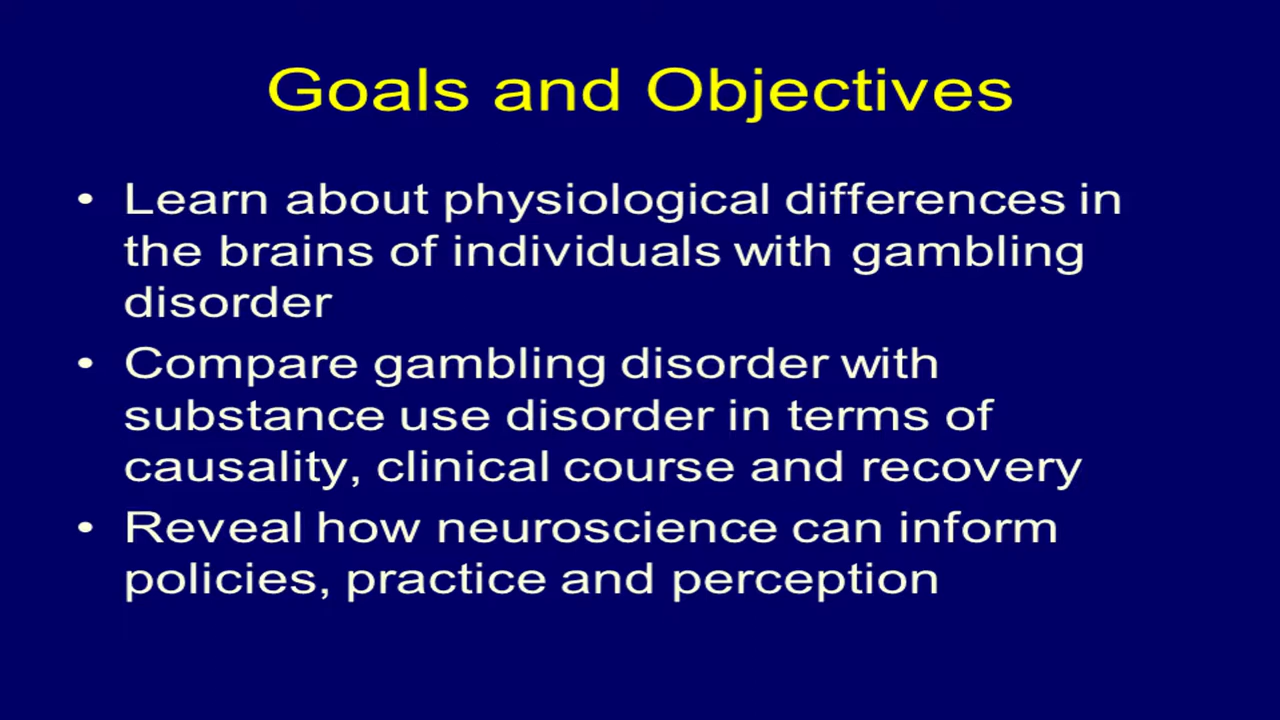 Goals and Objectives
• Learn about physiological differences in
the brains of individuals with gambling
disorder
• Compare gambling disorder with
substance use disorder in terms of
causality, clinical course and recovery
• Reveal how neuroscience can inform
policies, practice and perception